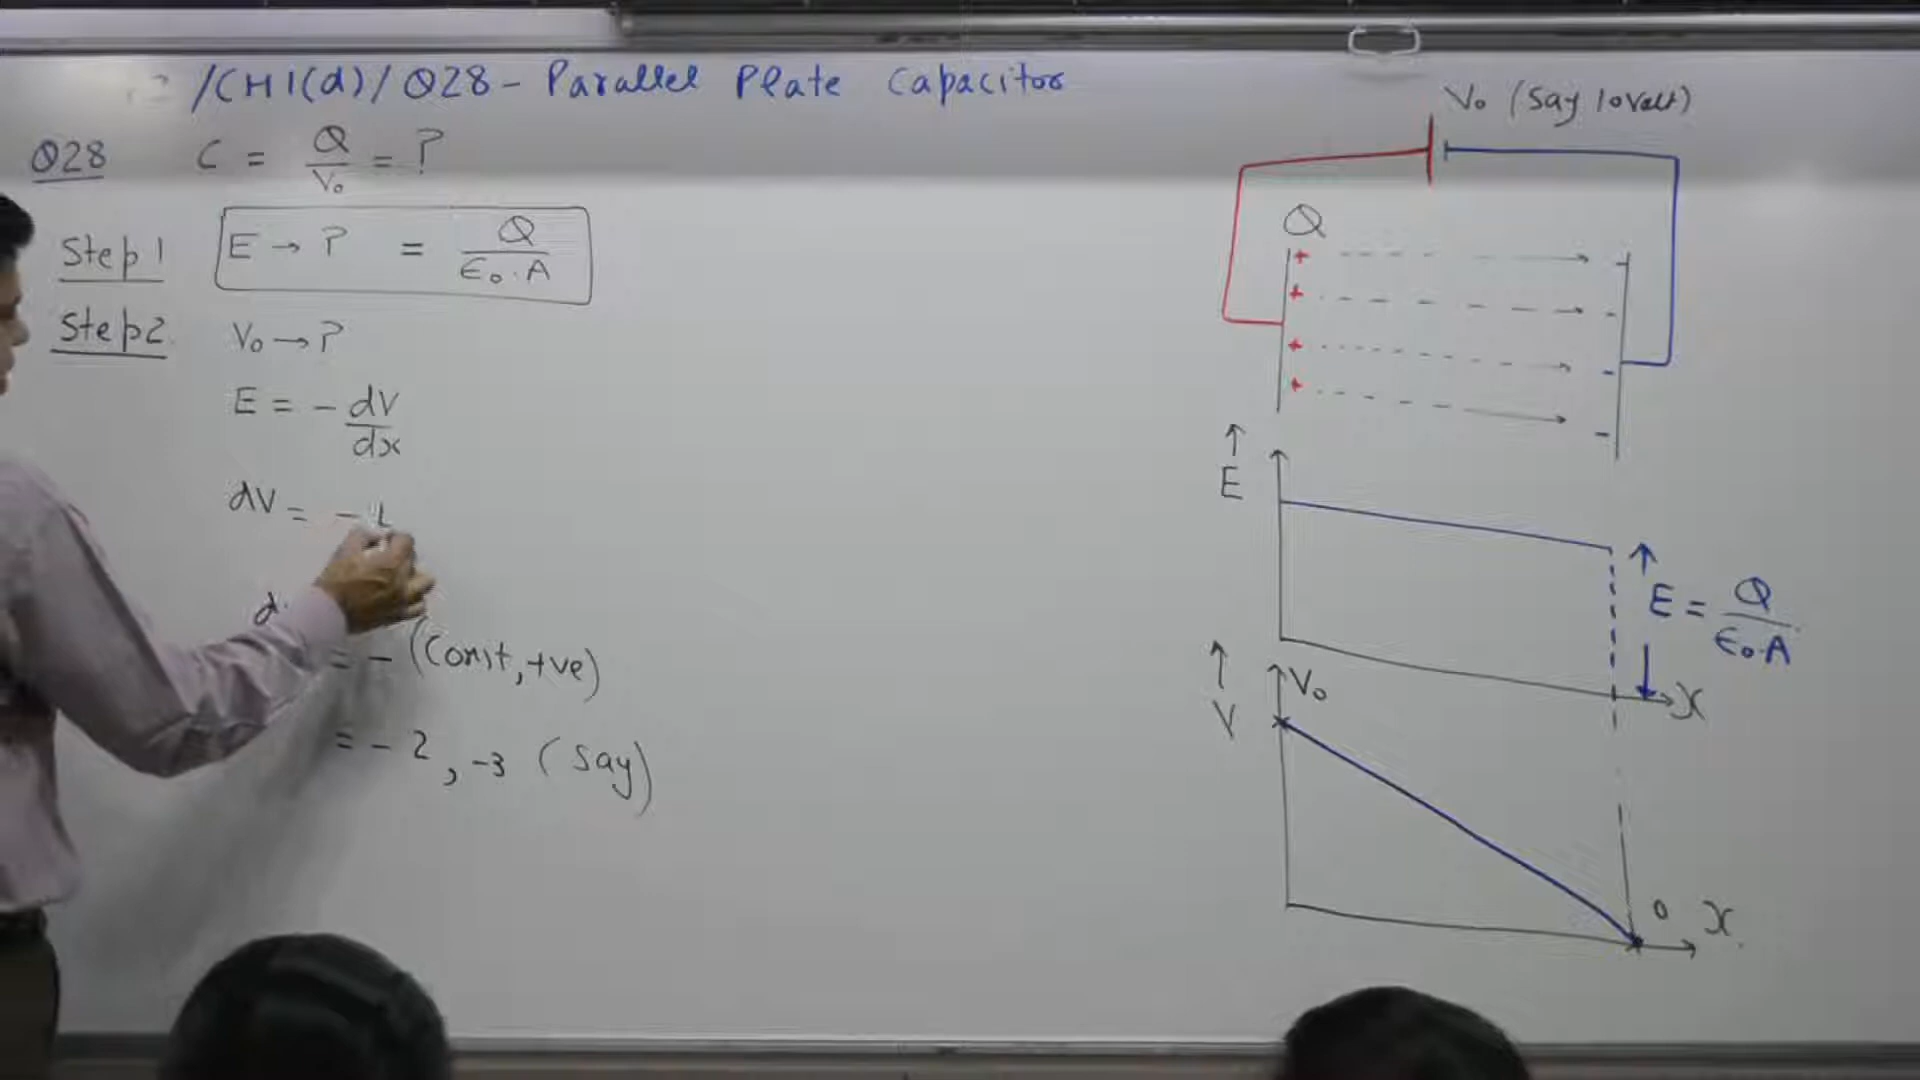 /CH1(d)/Q28 - Parallel Plate Capacitor
Q28 C = Q/V₀ = ?
Step 1 E → ? = Q/ϵ₀.A
Step 2 V₀ → ?
E = - dV/dx
dV = -
d
= - (Const, +ve)
= - 2, -3 (Say)
V₀ (Say 10 Volt)
Q
+ -
+ -
+ -
+ -
↑
E
E = Q/ϵ₀.A
x
↑ V₀
V
0 x